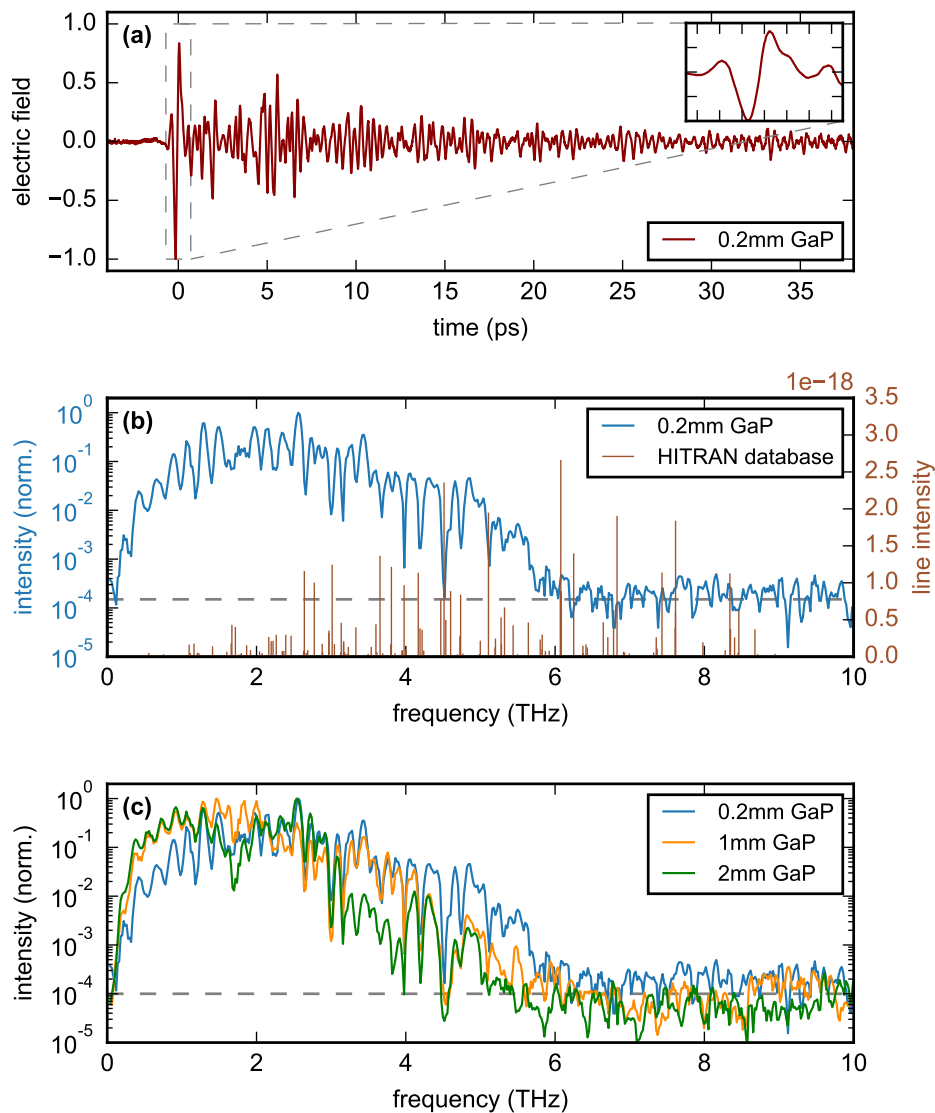 (a)
electric field
1.0
0.5
0.0
−0.5
−1.0
0.2mm GaP
0 5 10 15 20 25 30 35
time (ps)
(b)
1e−18
intensity (norm.)
10^0
10^-1
10^-2
10^-3
10^-4
10^-5
0.2mm GaP
HITRAN database
3.5
3.0
2.5
2.0
1.5
1.0
0.5
0.0
line intensity
0 2 4 6 8 10
frequency (THz)
(c)
intensity (norm.)
10^0
10^-1
10^-2
10^-3
10^-4
10^-5
0.2mm GaP
1mm GaP
2mm GaP
0 2 4 6 8 10
frequency (THz)